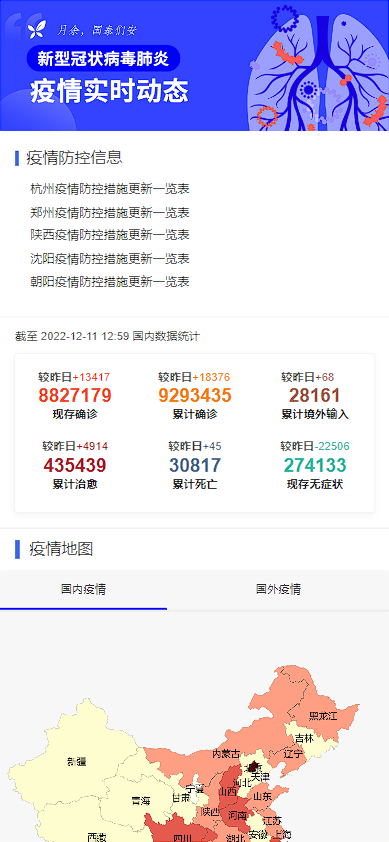 新型冠状病毒肺炎
疫情实时动态
疫情防控信息
杭州疫情防控措施更新一览表
郑州疫情防控措施更新一览表
陕西疫情防控措施更新一览表
沈阳疫情防控措施更新一览表
朝阳疫情防控措施更新一览表
截至 2022-12-11 12:59 国内数据统计
较昨日+13417 较昨日+18376 较昨日+68
8827179 9293435 28161
现存确诊 累计确诊 累计境外输入
较昨日+4914 较昨日+45 较昨日-22506
435439 30817 274133
累计治愈 累计死亡 现存无症状
疫情地图
国内疫情 国外疫情
黑龙江
吉林
内蒙古 辽宁
新疆
天津
河北
宁夏 山西
青海 甘肃 山东
陕西 河南
江苏
西藏 四川 湖北 安徽 上海